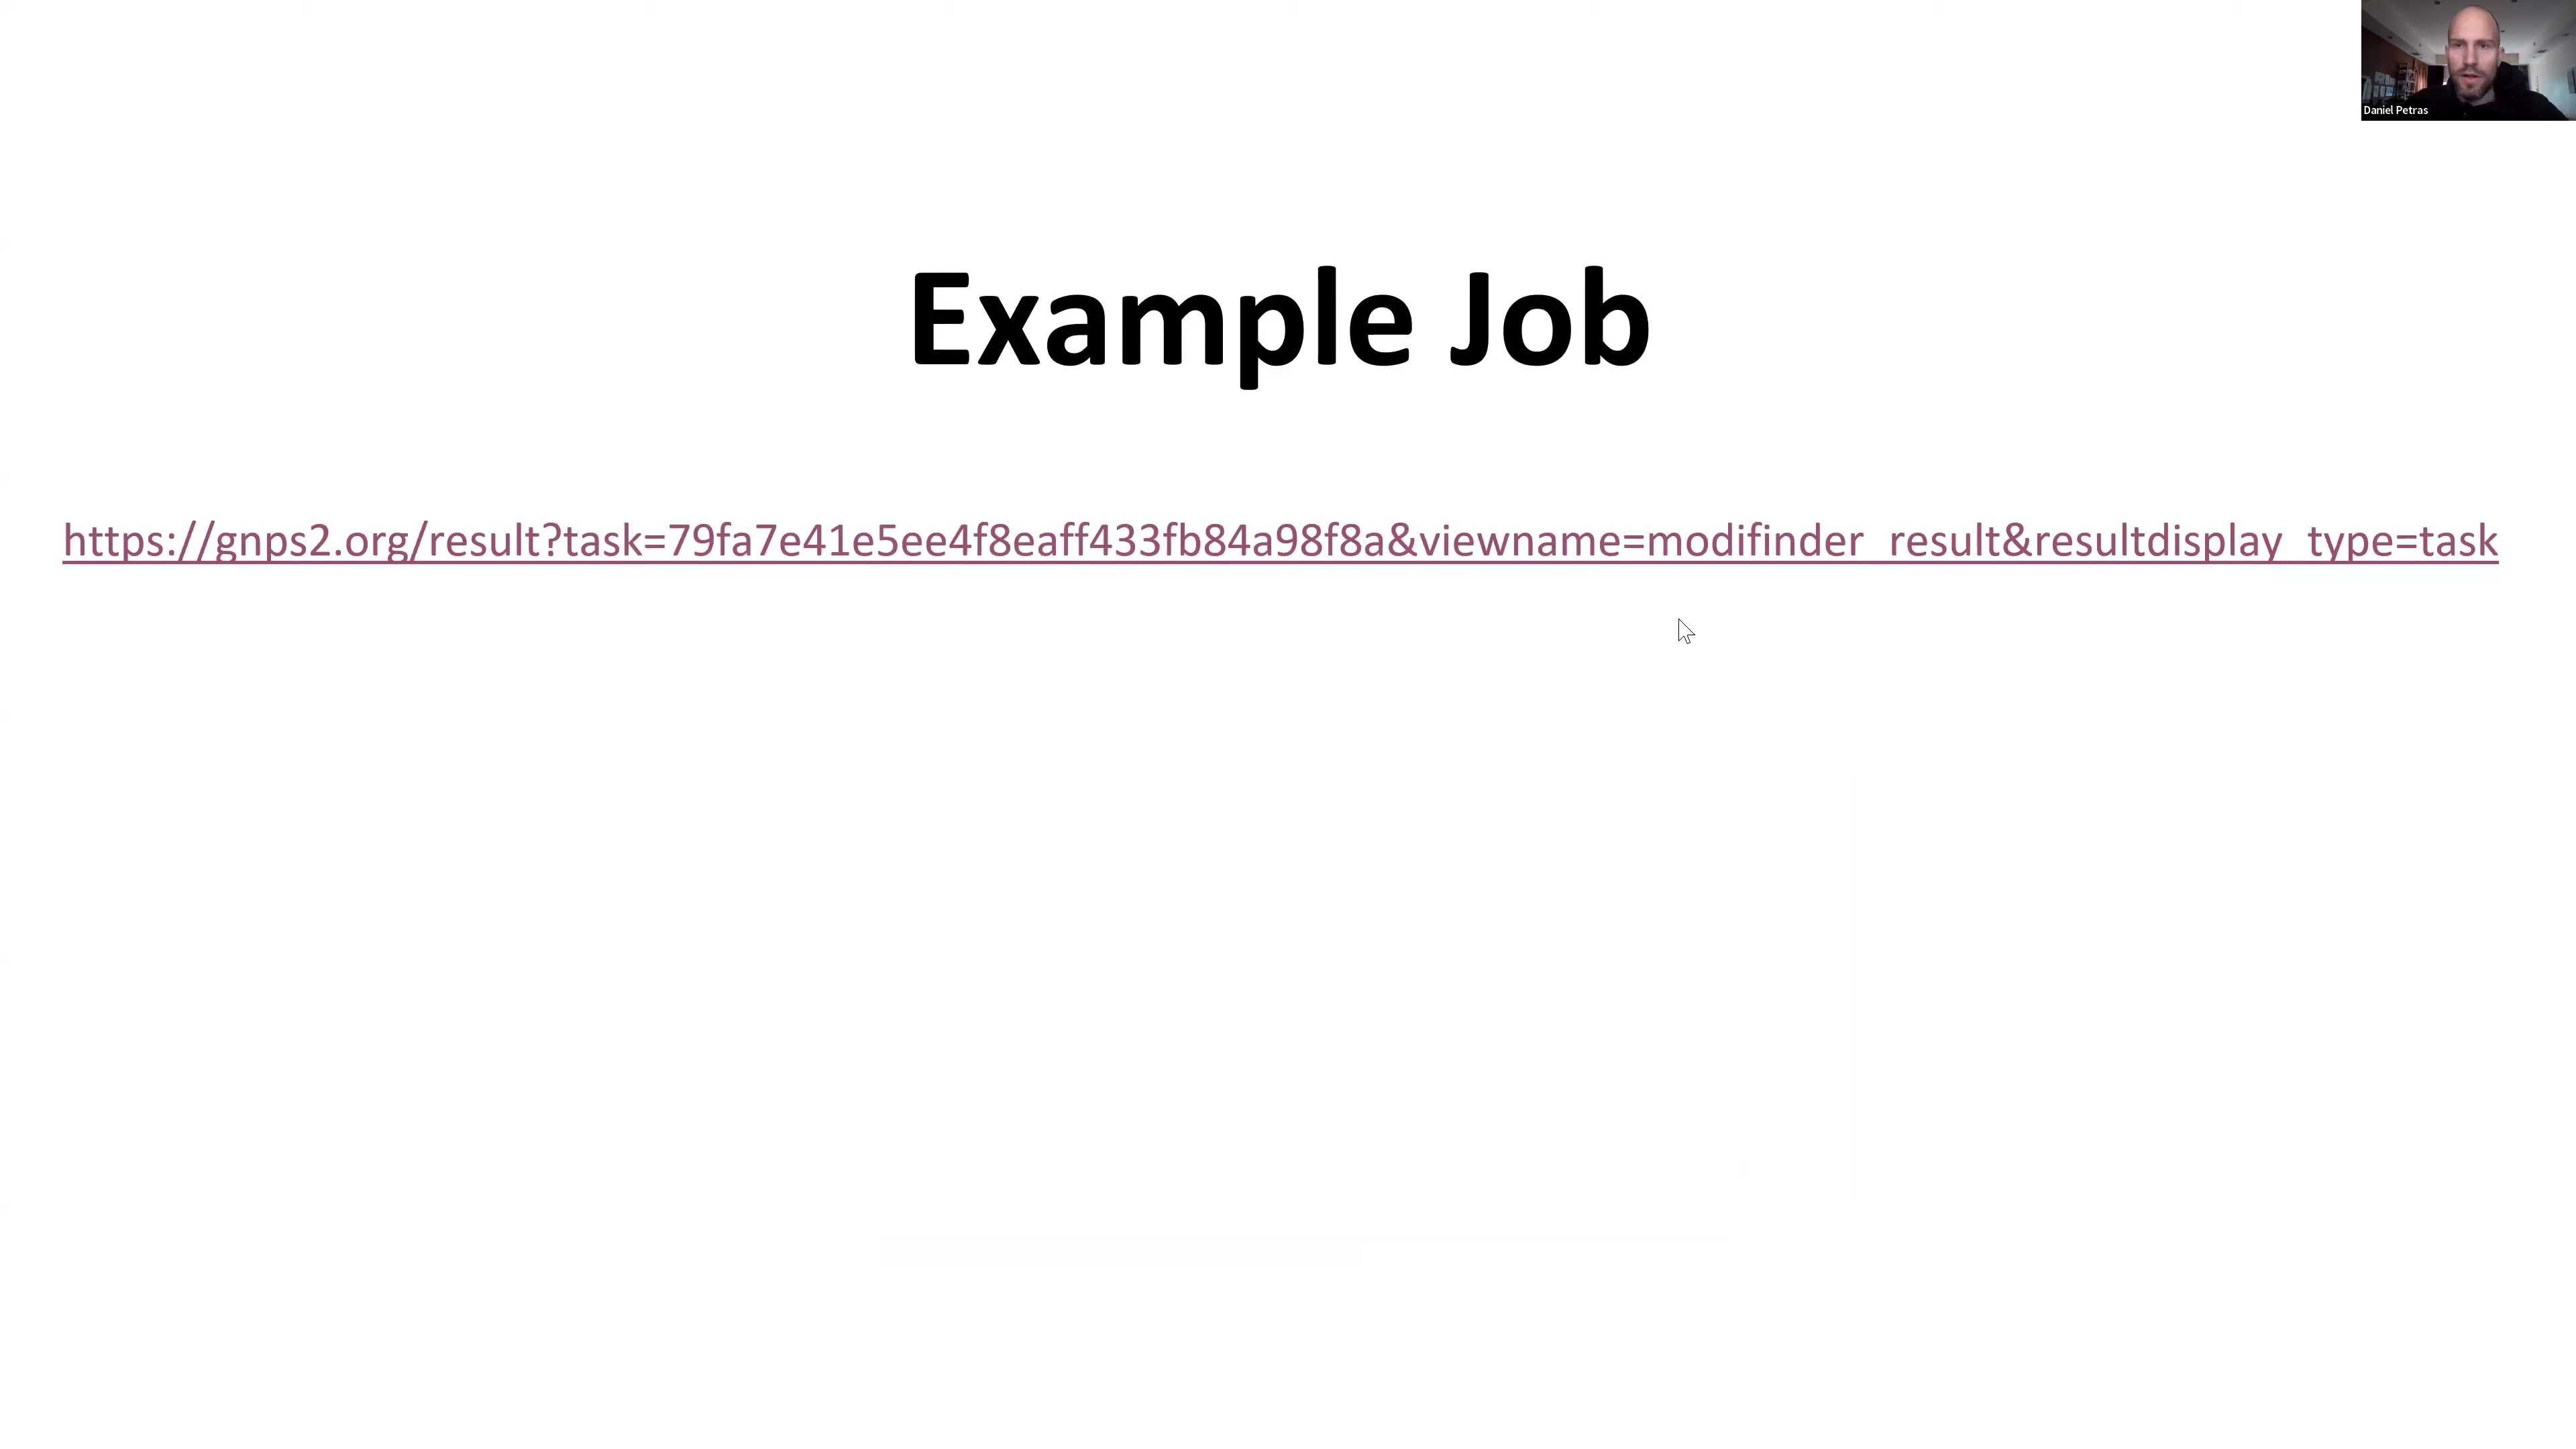 Daniel Petras
Example Job
https://gnps2.org/result?task=79fa7e41e5ee4f8eaff433fb84a98f8a&viewname=modifinder_result&resultdisplay_type=task